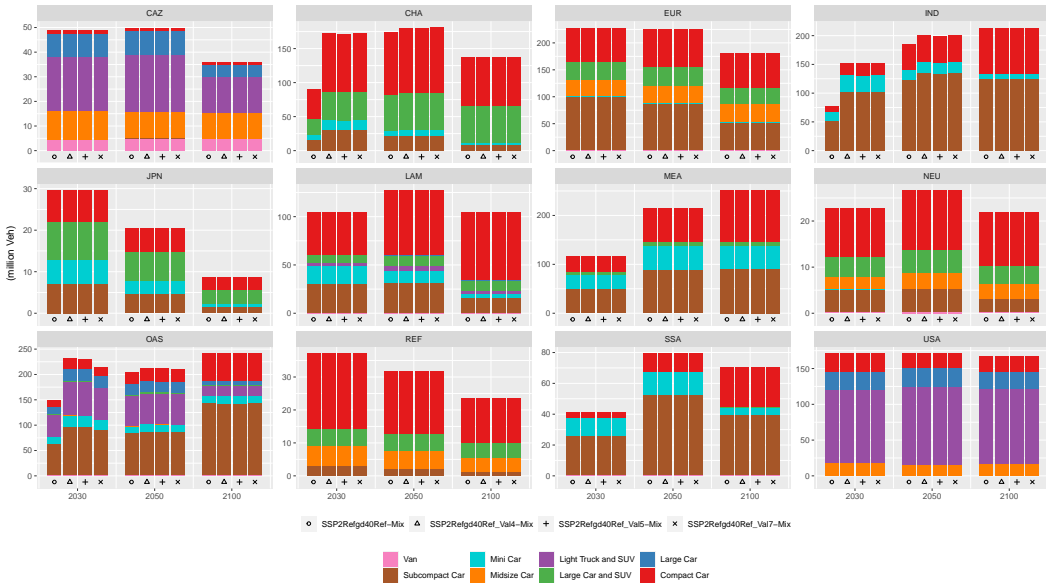 CAZ CHA EUR IND
50 40 30 20 10 0
150 100 50 0
200 150 100 50 0
200 150 100 50 0
JPN LAM MEA NEU
(million Veh)
30 20 10 0
100 50 0
200 100 0
20 10 0
OAS REF SSA USA
250 200 150 100 50 0
30 20 10 0
80 60 40 20 0
150 100 50 0
2030 2050 2100 2030 2050 2100 2030 2050 2100 2030 2050 2100
SSP2Refgd40Ref-Mix SSP2Refgd40Ref_Val4-Mix SSP2Refgd40Ref_Val5-Mix SSP2Refgd40Ref_Val7-Mix
Van Mini Car Light Truck and SUV Large Car
Subcompact Car Midsize Car Large Car and SUV Compact Car